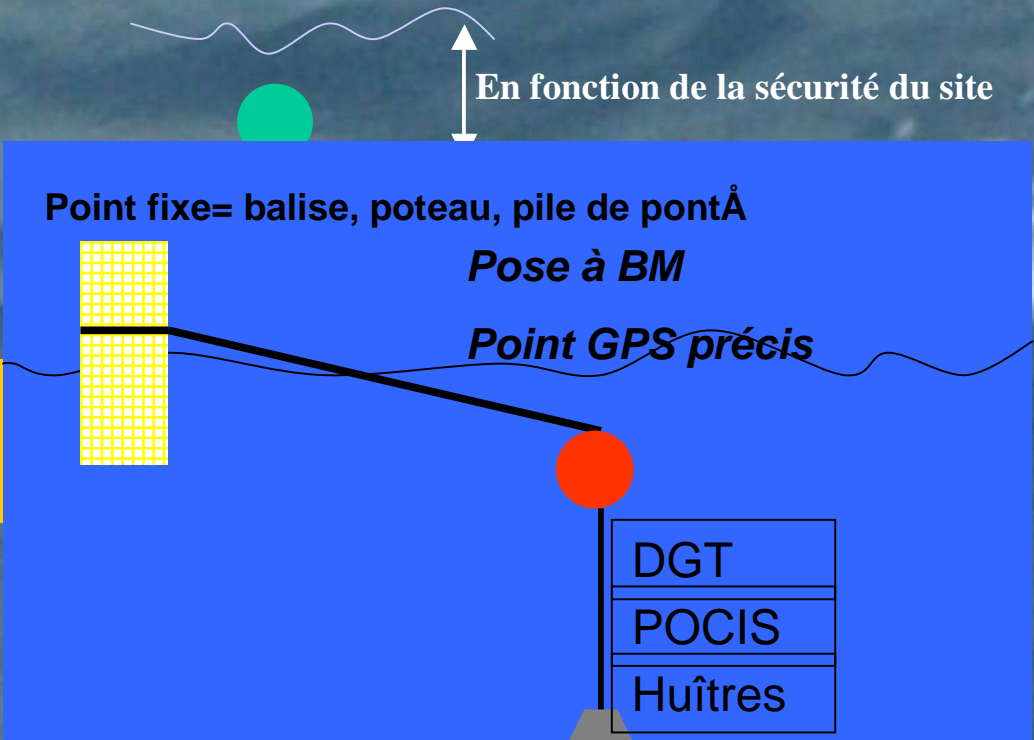 En fonction de la sécurité du site
Point fixe= balise, poteau, pile de pontÅ
Pose à BM
Point GPS précis
DGT
POCIS
Huîtres